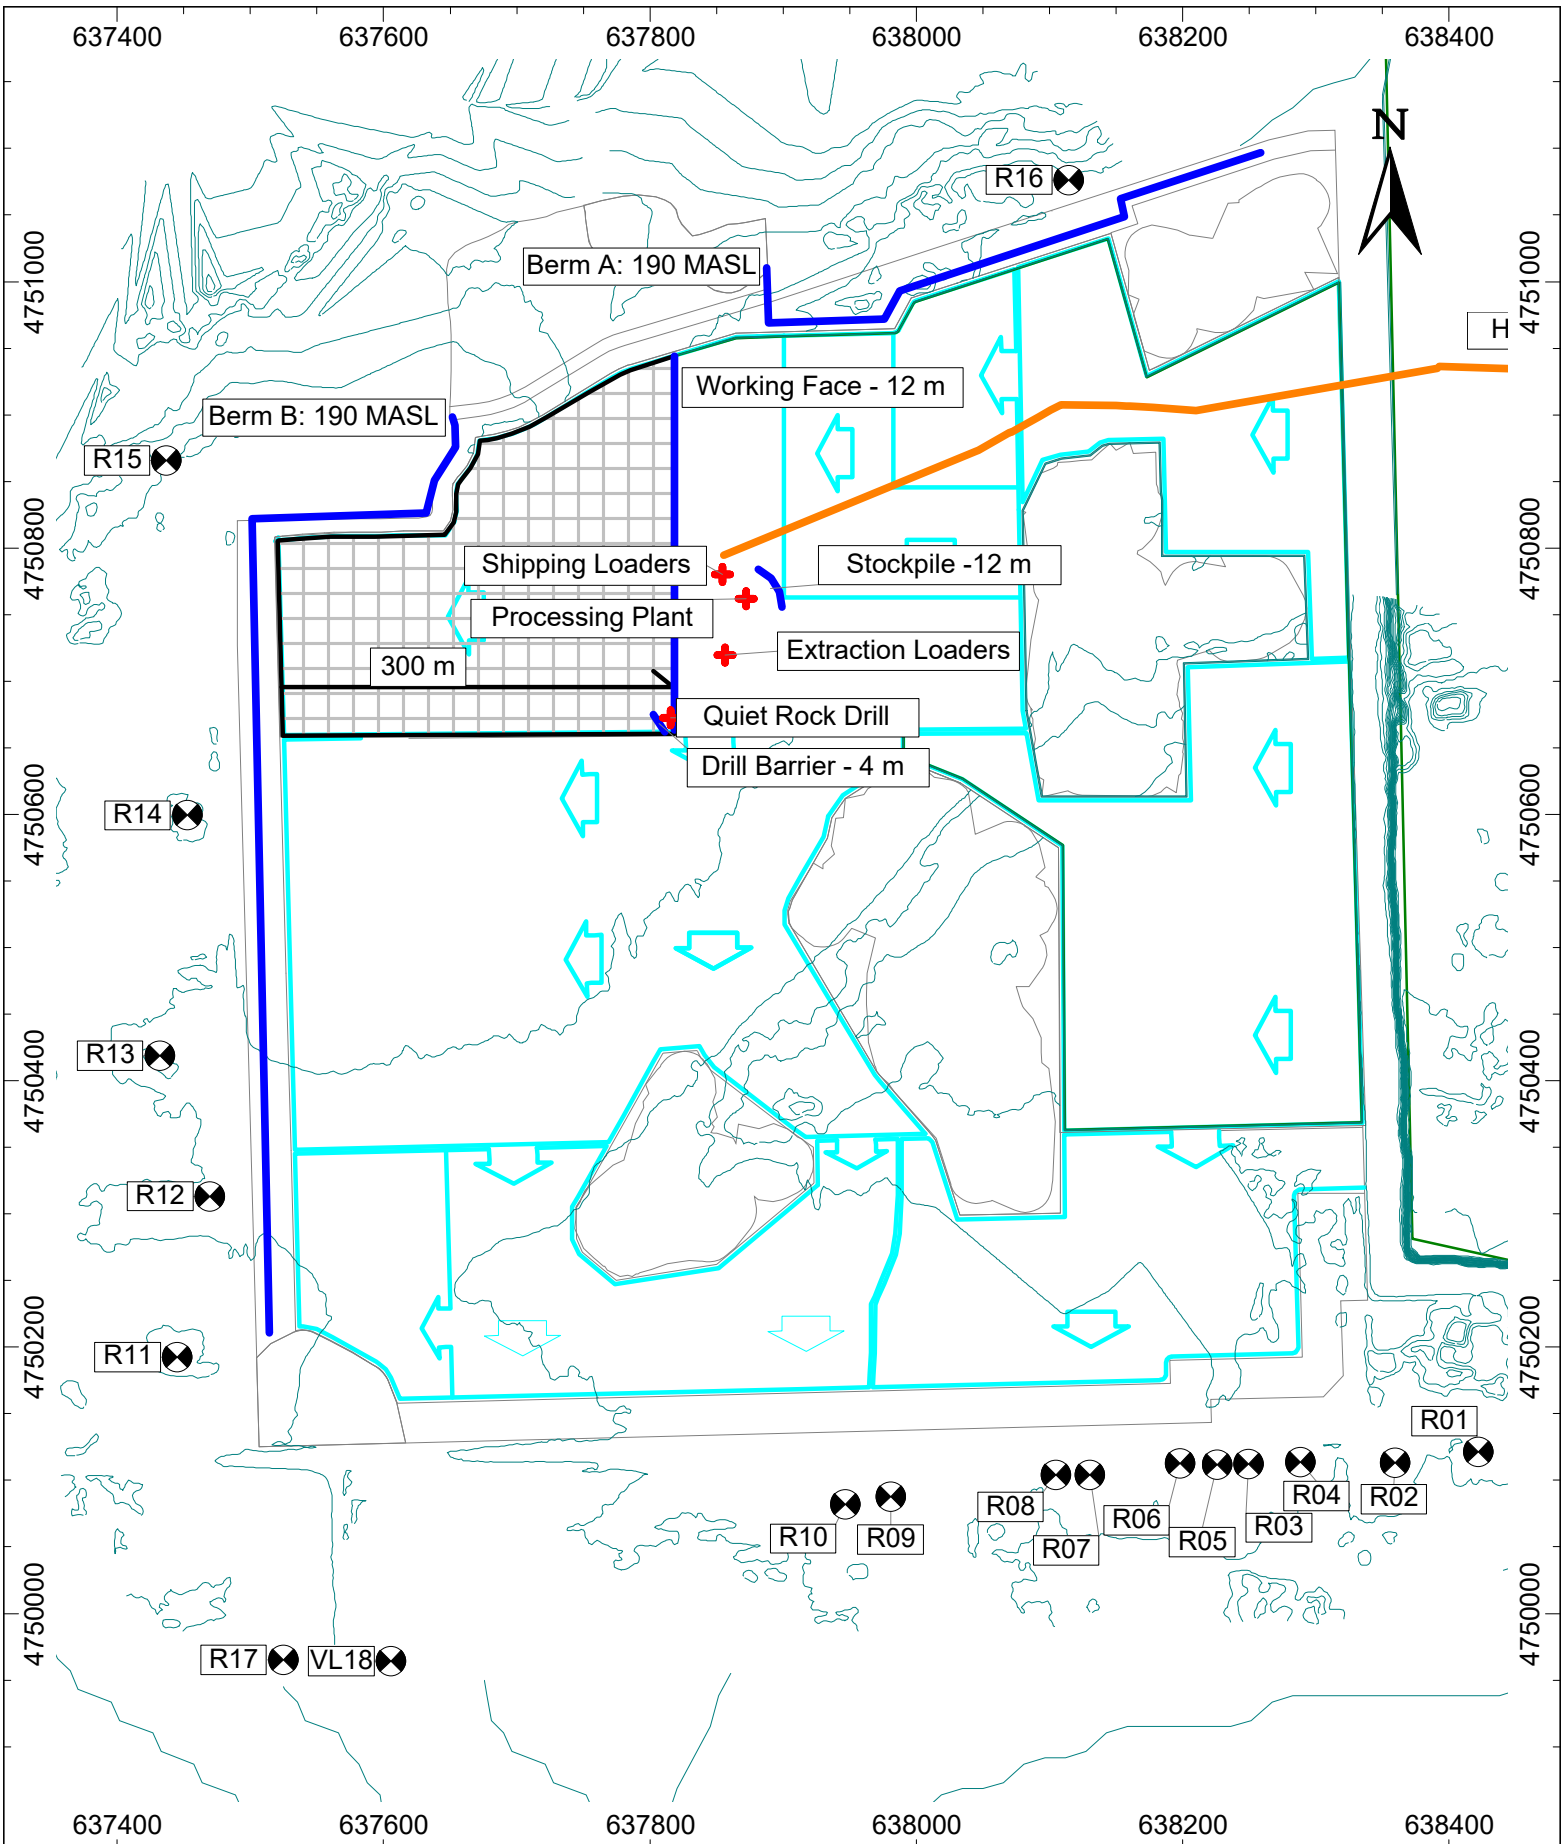 637400 637600 637800 638000 638200 638400
N
R16
Berm A: 190 MASL
4751000
4751000
H
Working Face - 12 m
Berm B: 190 MASL
R15
4750800
4750800
Shipping Loaders
Stockpile -12 m
Processing Plant
Extraction Loaders
300 m
Quiet Rock Drill
Drill Barrier - 4 m
R14
4750600
4750600
R13
4750400
4750400
R12
R11
4750200
4750200
R01
R08
R06
R04
R02
R10
R09
R07
R05
R03
4750000
4750000
R17
VL18
637400 637600 637800 638000 638200 638400